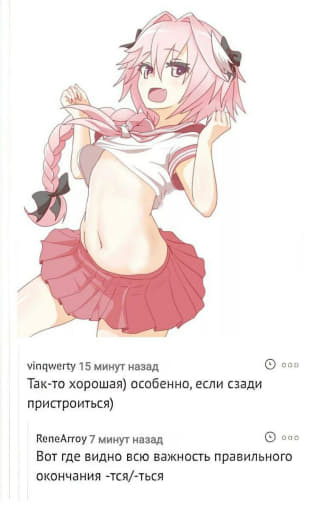 vinqwerty 15 минут назад
Так-то хорошая) особенно, если сзади
пристроиться)
ReneArroy 7 минут назад
Вот где видно всю важность правильного
окончания -тся/-ться